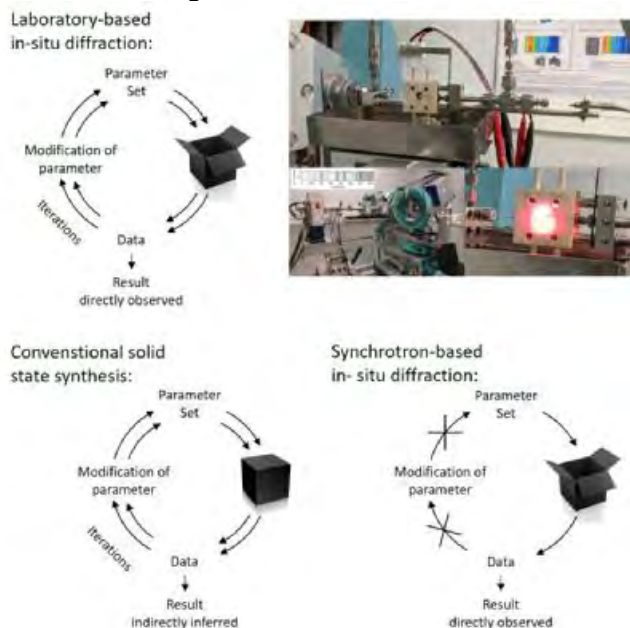 Laboratory-based
in-situ diffraction:
Parameter
Set
Modification of
parameter
Iterations
Data
Result
directly observed
Convenstional solid
state synthesis:
Parameter
Set
Modification of
parameter
Iterations
Data
Result
indirectly inferred
Synchrotron-based
in- situ diffraction:
Parameter
Set
Modification of
parameter
Data
Result
directly observed